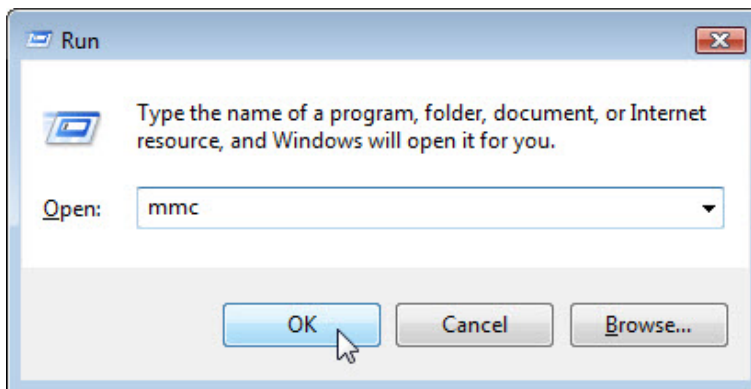 Run
Type the name of a program, folder, document, or Internet
resource, and Windows will open it for you.
Open: mmc
OK Cancel Browse...